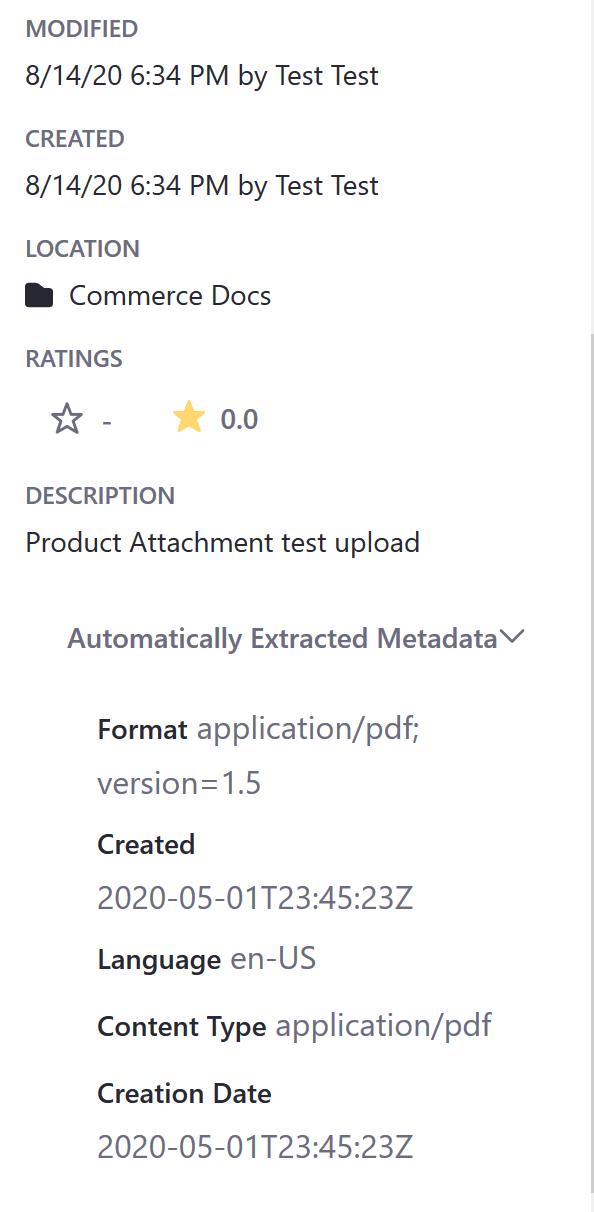 MODIFIED
8/14/20 6:34 PM by Test Test
CREATED
8/14/20 6:34 PM by Test Test
LOCATION
Commerce Docs
RATINGS
- 0.0
DESCRIPTION
Product Attachment test upload
Automatically Extracted Metadata
Format application/pdf;
version=1.5
Created
2020-05-01T23:45:23Z
Language en-US
Content Type application/pdf
Creation Date
2020-05-01T23:45:23Z